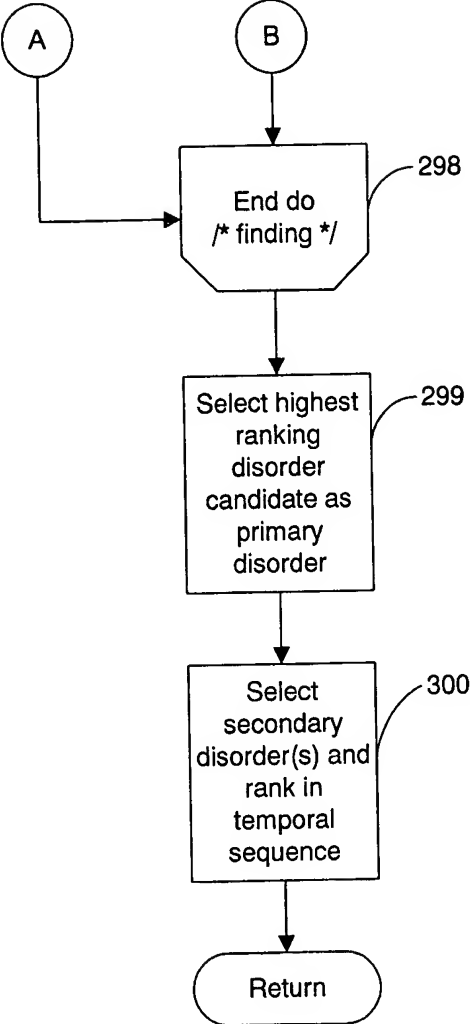 A
B
End do
/* finding */
298
Select highest
ranking
disorder
candidate as
primary
disorder
299
Select
secondary
disorder(s) and
rank in
temporal
sequence
300
Return